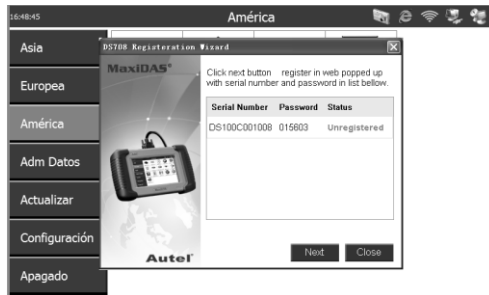 16:48:45
América
Asia
Europea
América
Adm Datos
Actualizar
Configuración
Apagado
DS708 Registeration Wizard
MaxiDAS®
Click next button register in web popped up
with serial number and password in list bellow.
Serial Number Password Status
DS100C001008 015603 Unregistered
Autel
Next Close